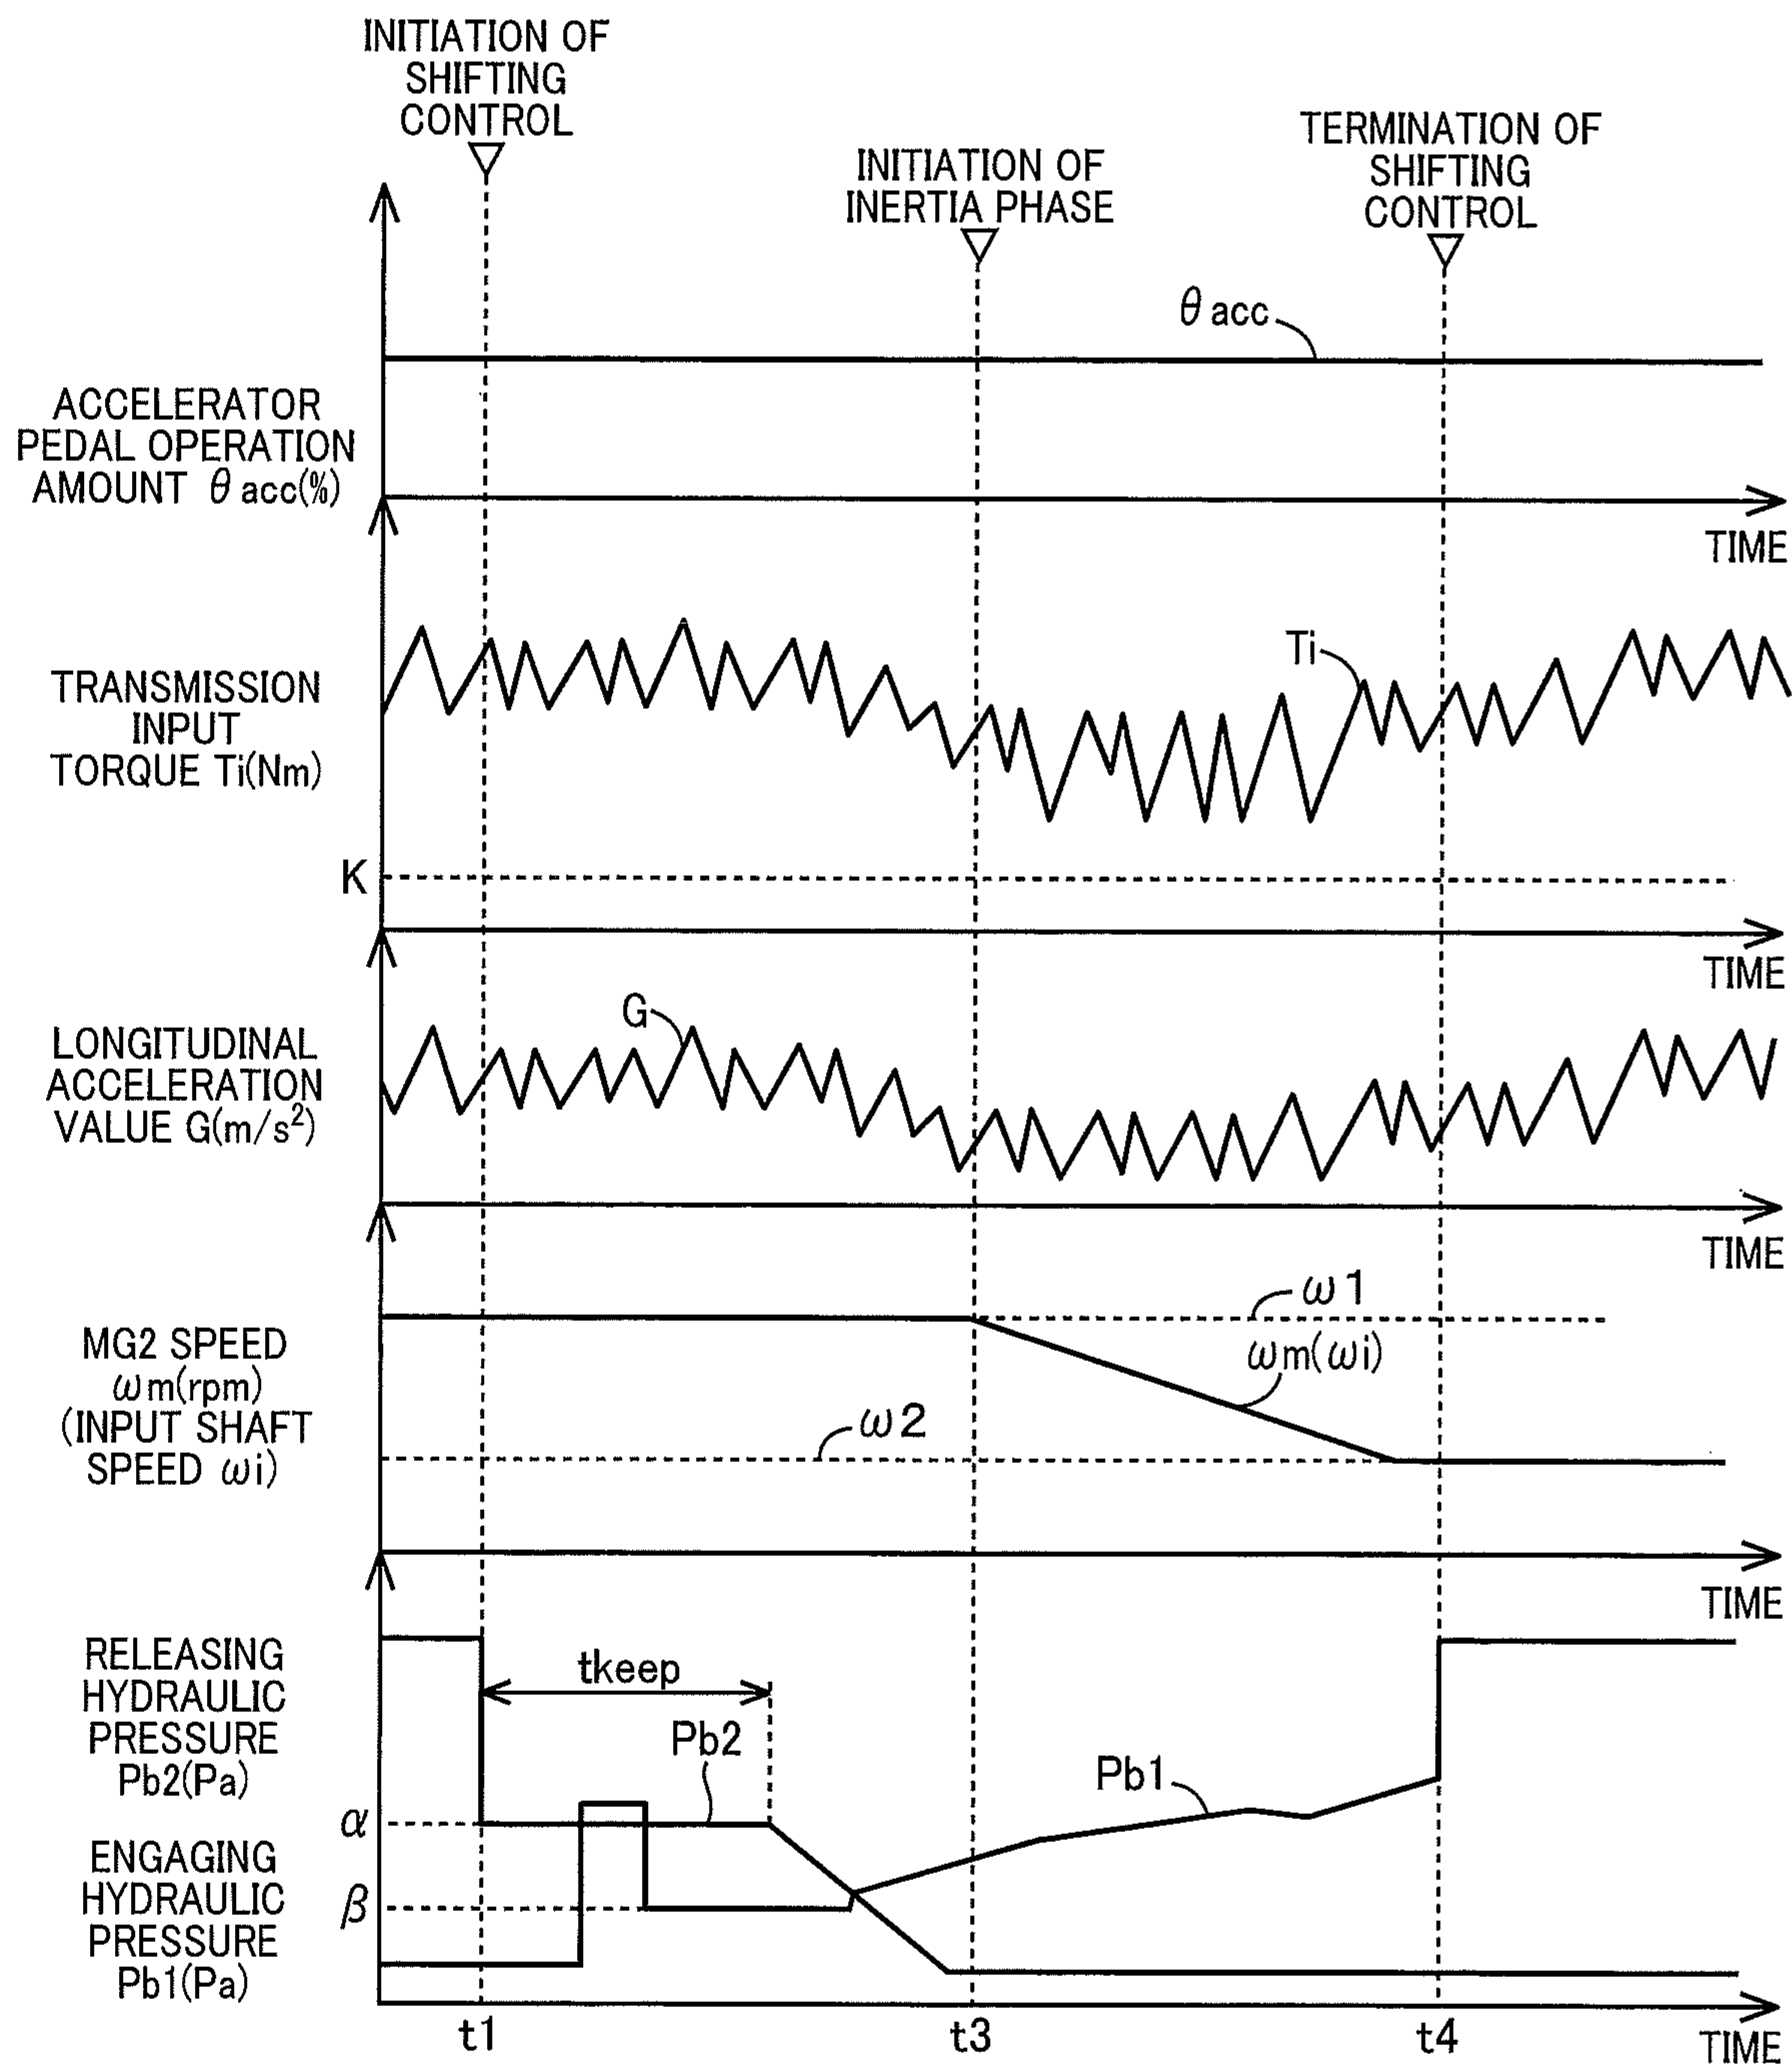 INITIATION OF
SHIFTING
CONTROL
INITIATION OF
INERTIA PHASE
TERMINATION OF
SHIFTING
CONTROL
θ acc
ACCELERATOR
PEDAL OPERATION
AMOUNT θ acc(%)
TIME
Ti
TRANSMISSION
INPUT
TORQUE Ti(Nm)
K
TIME
G
LONGITUDINAL
ACCELERATION
VALUE G(m/s²)
TIME
ω1
MG2 SPEED
ωm(rpm)
(INPUT SHAFT
SPEED ωi)
ωm(ωi)
ω2
TIME
RELEASING
HYDRAULIC
PRESSURE
Pb2(Pa)
tkeep
Pb2
Pb1
α
ENGAGING
HYDRAULIC
PRESSURE
Pb1(Pa)
β
t1
t3
t4
TIME